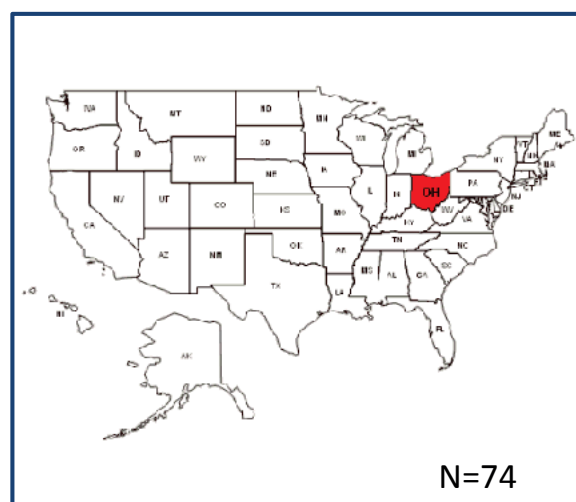 WA
MT
ND
MN
ME
OR
ID
SD
WI
MI
NY
VT
NH
MA
WY
IA
PA
NJ
NE
OH
NV
UT
CO
IL
IN
WV
DE
VA
CA
KS
MO
KY
TN
NC
AZ
NM
OK
AR
SC
TX
MS
AL
GA
LA
FL
HI
AK
N=74